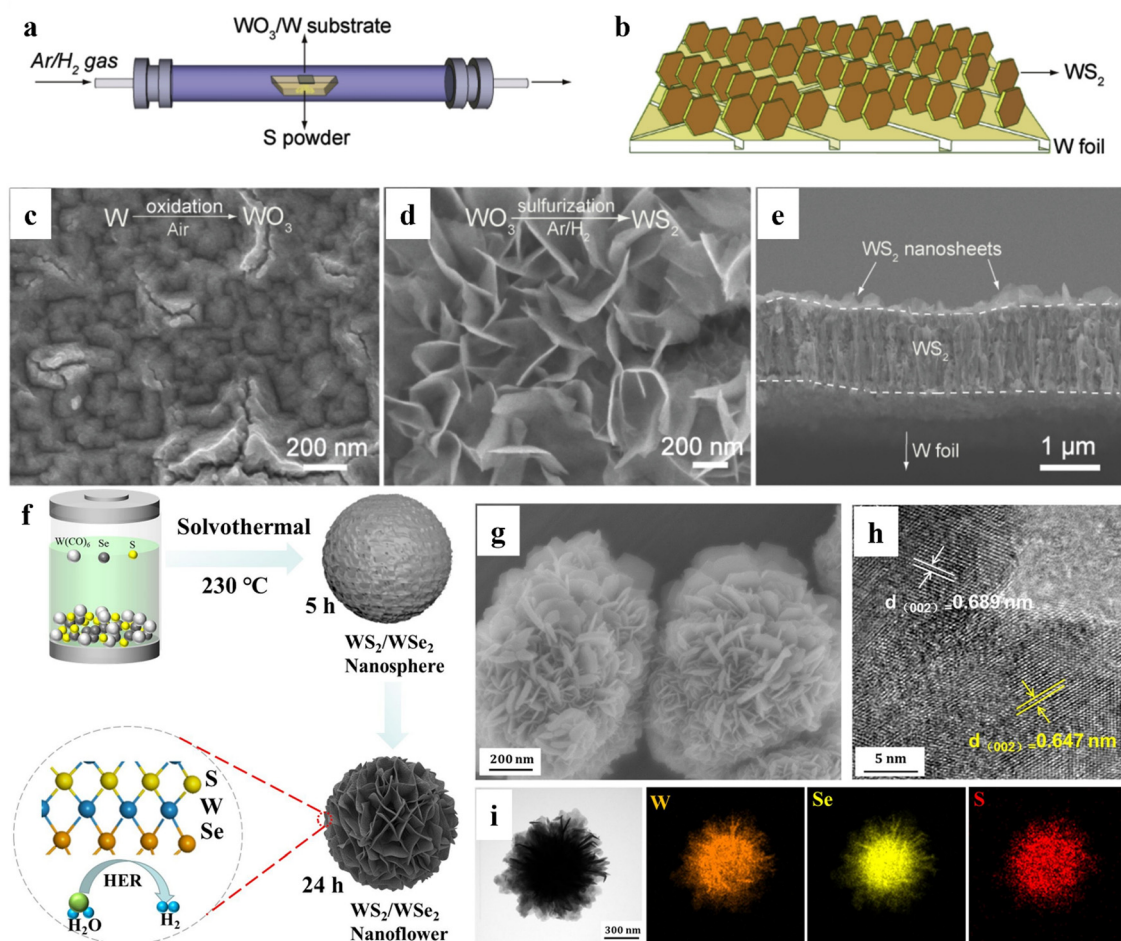 a
WO₃/W substrate
Ar/H₂ gas
S powder
b
WS₂
W foil
c
W oxidation WO₃
Air
200 nm
d
WO₃ sulfurization WS₂
Ar/H₂
200 nm
e
WS₂ nanosheets
WS₂
W foil
1 μm
f
W(CO)₆ Se S
Solvothermal
230 ℃
5 h
WS₂/WSe₂
Nanosphere
S
W
Se
HER
H₂O
H₂
24 h
WS₂/WSe₂
Nanoflower
g
200 nm
h
d (002)=0.689 nm
d (002)=0.647 nm
5 nm
i
300 nm
W
Se
S